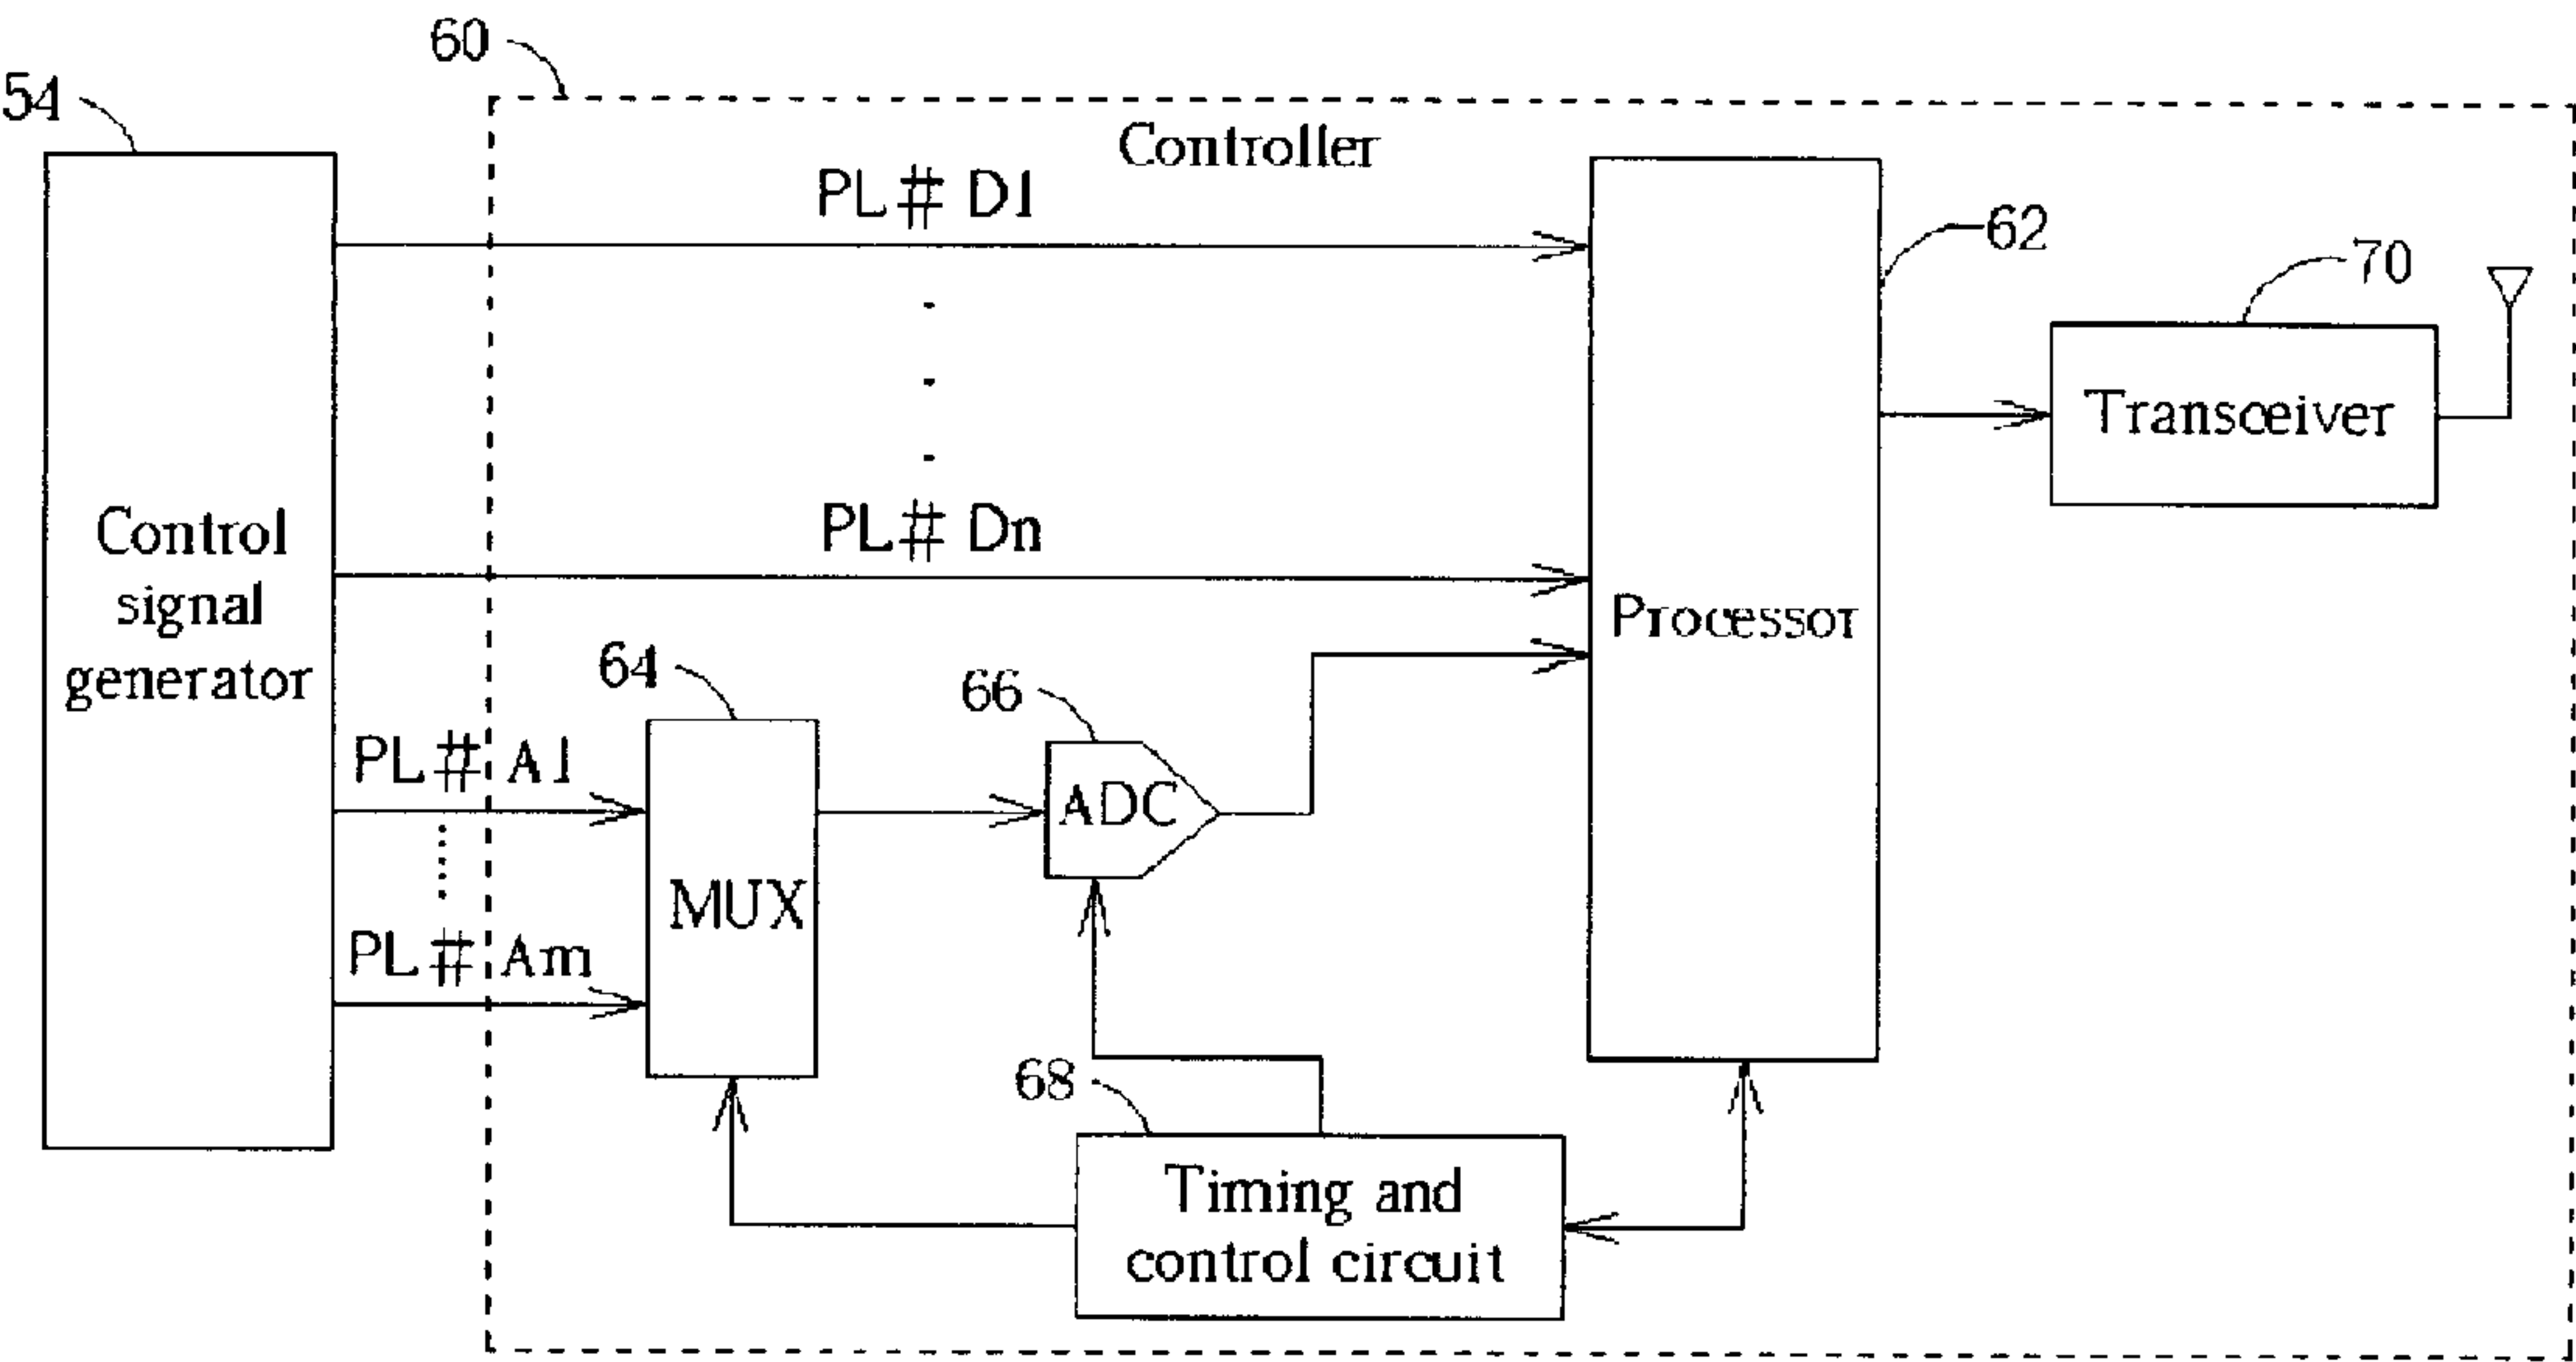 60
54
Controller
PL# D1
62
70
Transceiver
PL# Dn
Control
signal
generator
Processor
64
66
PL# A1
ADC
MUX
PL# Am
68
Timing and
control circuit